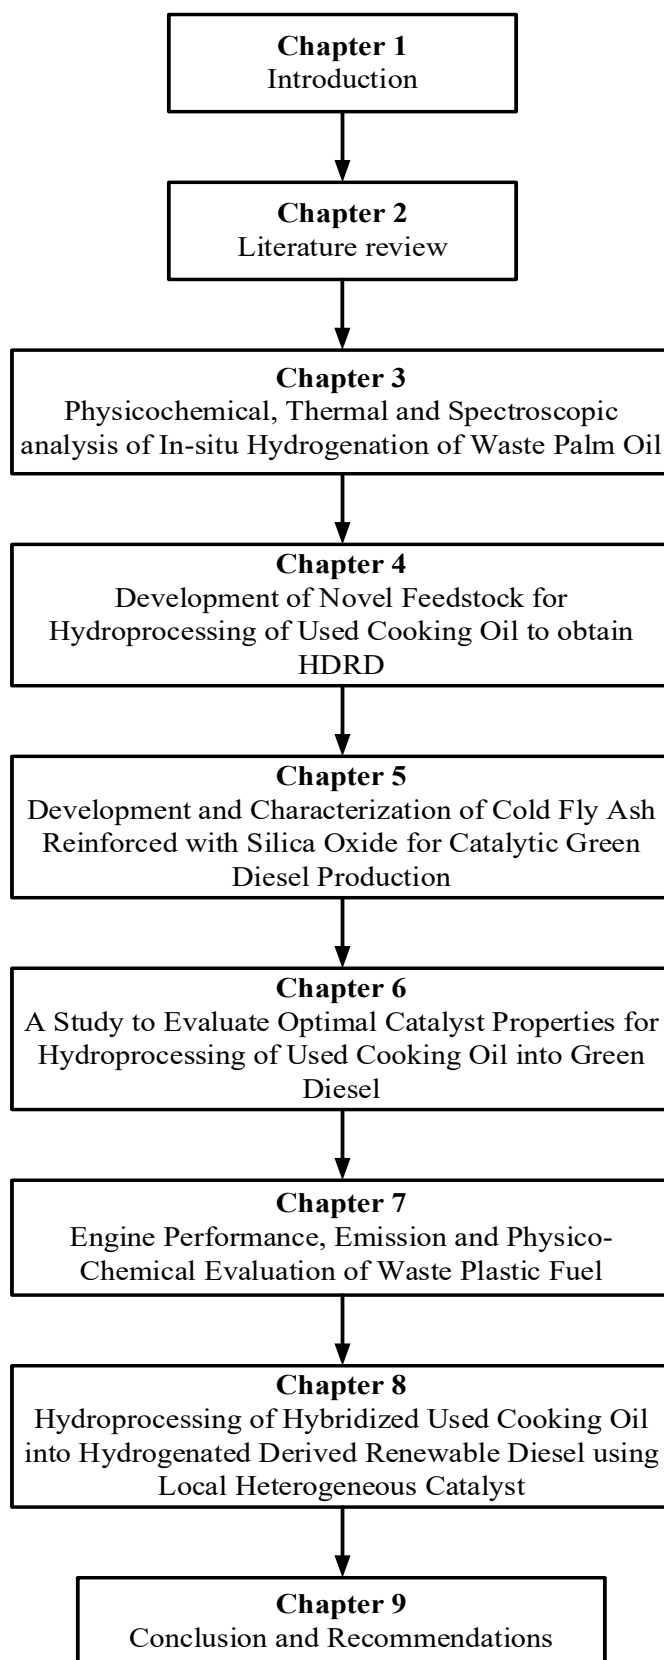 Chapter 1
Introduction
Chapter 2
Literature review
Chapter 3
Physicochemical, Thermal and Spectroscopic
analysis of In-situ Hydrogenation of Waste Palm Oil
Chapter 4
Development of Novel Feedstock for
Hydroprocessing of Used Cooking Oil to obtain
HDRD
Chapter 5
Development and Characterization of Cold Fly Ash
Reinforced with Silica Oxide for Catalytic Green
Diesel Production
Chapter 6
A Study to Evaluate Optimal Catalyst Properties for
Hydroprocessing of Used Cooking Oil into Green
Diesel
Chapter 7
Engine Performance, Emission and Physico-
Chemical Evaluation of Waste Plastic Fuel
Chapter 8
Hydroprocessing of Hybridized Used Cooking Oil
into Hydrogenated Derived Renewable Diesel using
Local Heterogeneous Catalyst
Chapter 9
Conclusion and Recommendations